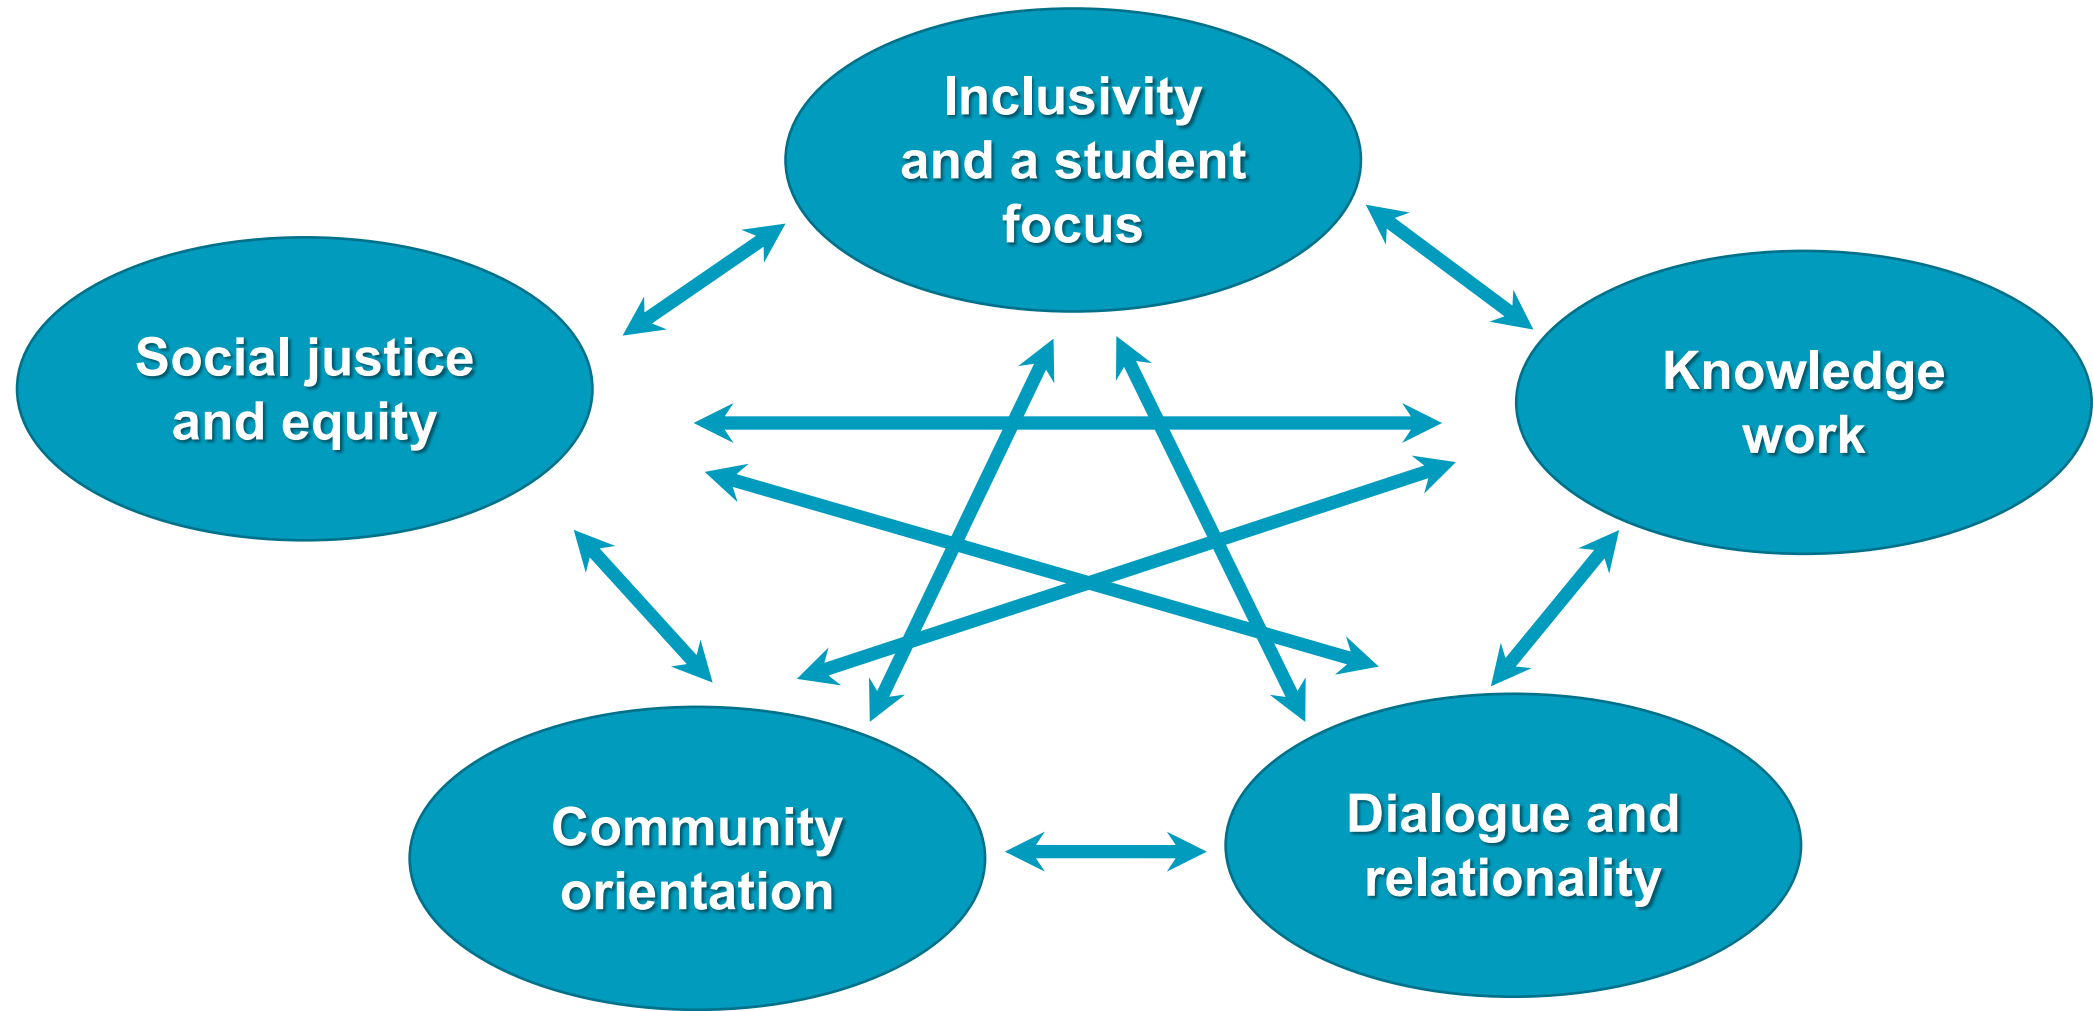 Inclusivity
and a student
focus
Social justice
and equity
Knowledge
work
Community
orientation
Dialogue and
relationality